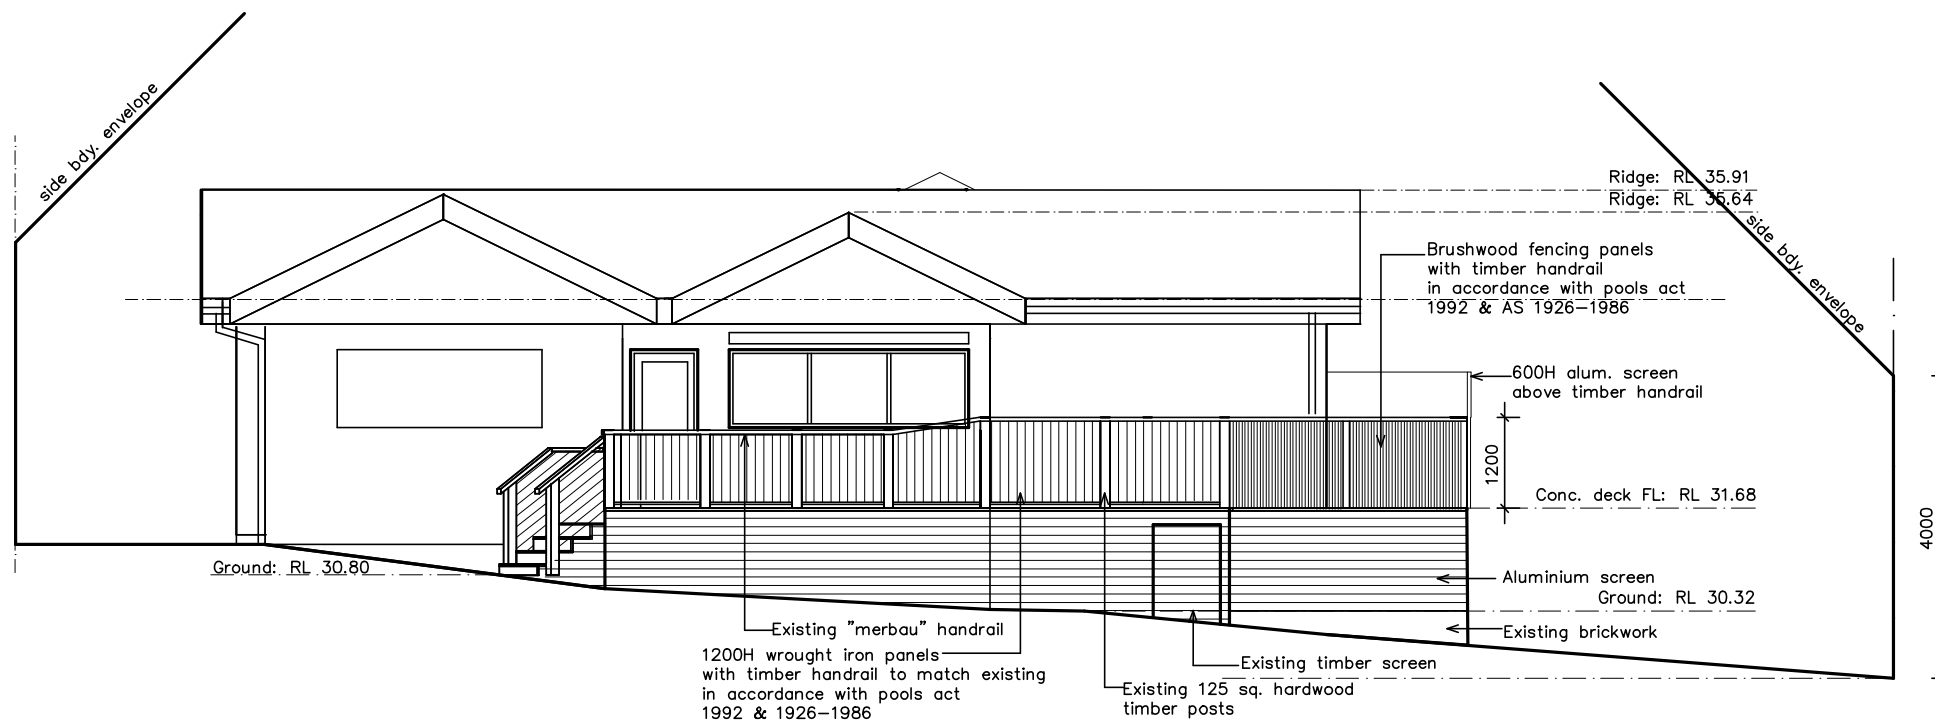 side bdy. envelope
Ridge: RL 35.91
Ridge: RL 35.64
side bdy. envelope
Brushwood fencing panels
with timber handrail
in accordance with pools act
1992 & AS 1926-1986
600H alum. screen
above timber handrail
1200
Conc. deck FL: RL 31.68
4000
Ground: RL 30.80
Aluminium screen
Ground: RL 30.32
Existing "merbau" handrail
Existing brickwork
1200H wrought iron panels
with timber handrail to match existing
in accordance with pools act
1992 & 1926-1986
Existing timber screen
Existing 125 sq. hardwood
timber posts